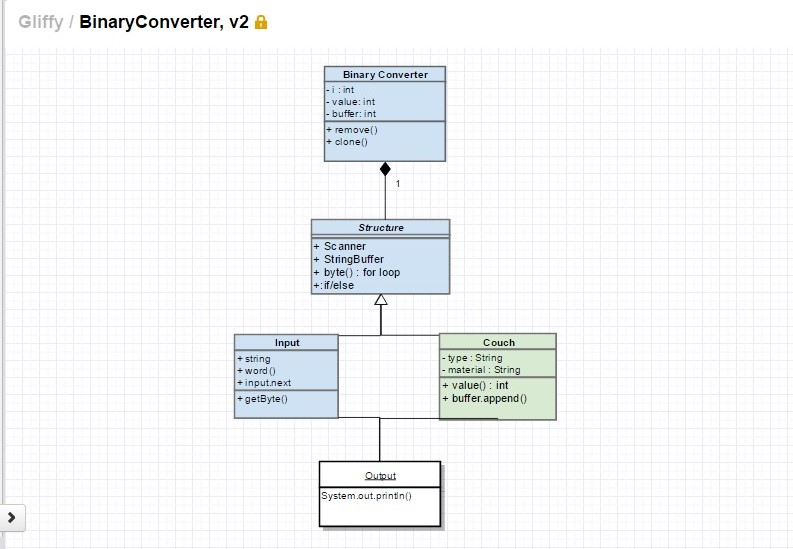 Gliffy / BinaryConverter, v2
Binary Converter
- i : int
- value: int
- buffer: int
+ remove()
+ clone()
1
Structure
+ Scanner
+ StringBuffer
+ byte() : for loop
+:if/else
Input
+ string
+ word()
+ input.next
+ getByte()
Couch
- type : String
- material : String
+ value() : int
+ buffer.append()
Output
System.out.println()